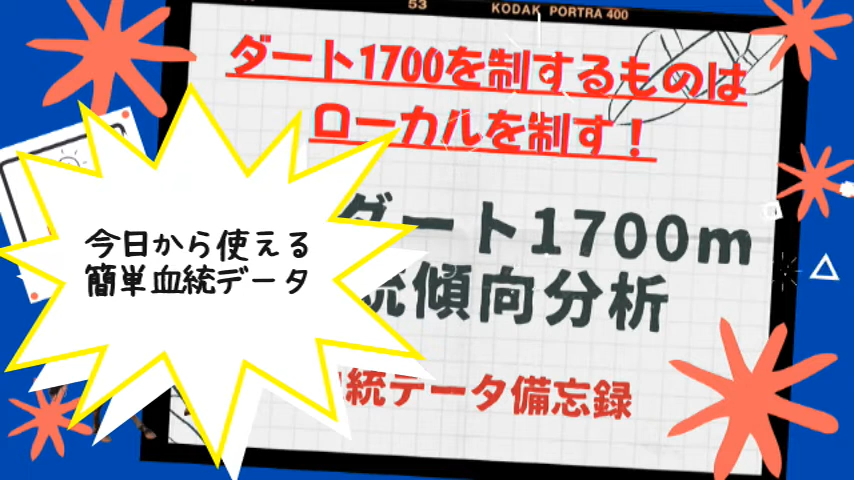 53 KODAK PORTRA 400
ダート1700を制するものは
ローカルを制す！
ダート1700m
統傾向分析
今日から使える
簡単血統データ
統データ備忘録